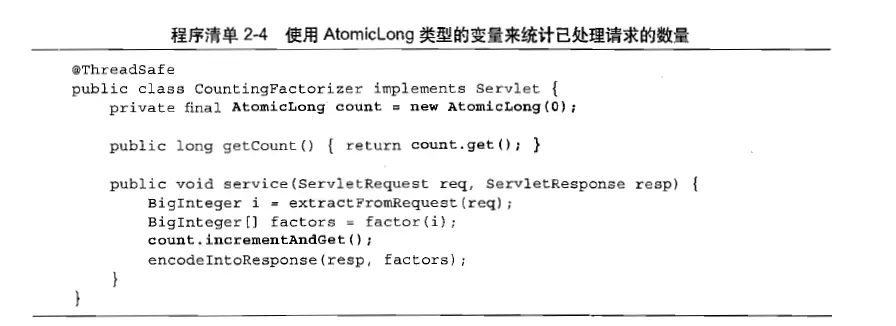 程序清单 2-4 使用 AtomicLong 类型的变量来统计已处理请求的数量
@ThreadSafe
public class CountingFactorizer implements Servlet {
    private final AtomicLong count = new AtomicLong(0);
    public long getCount() { return count.get(); }
    public void service(ServletRequest req, ServletResponse resp) {
        BigInteger i = extractFromRequest(req);
        BigInteger[] factors = factor(i);
        count.incrementAndGet();
        encodeIntoResponse(resp, factors);
    }
}